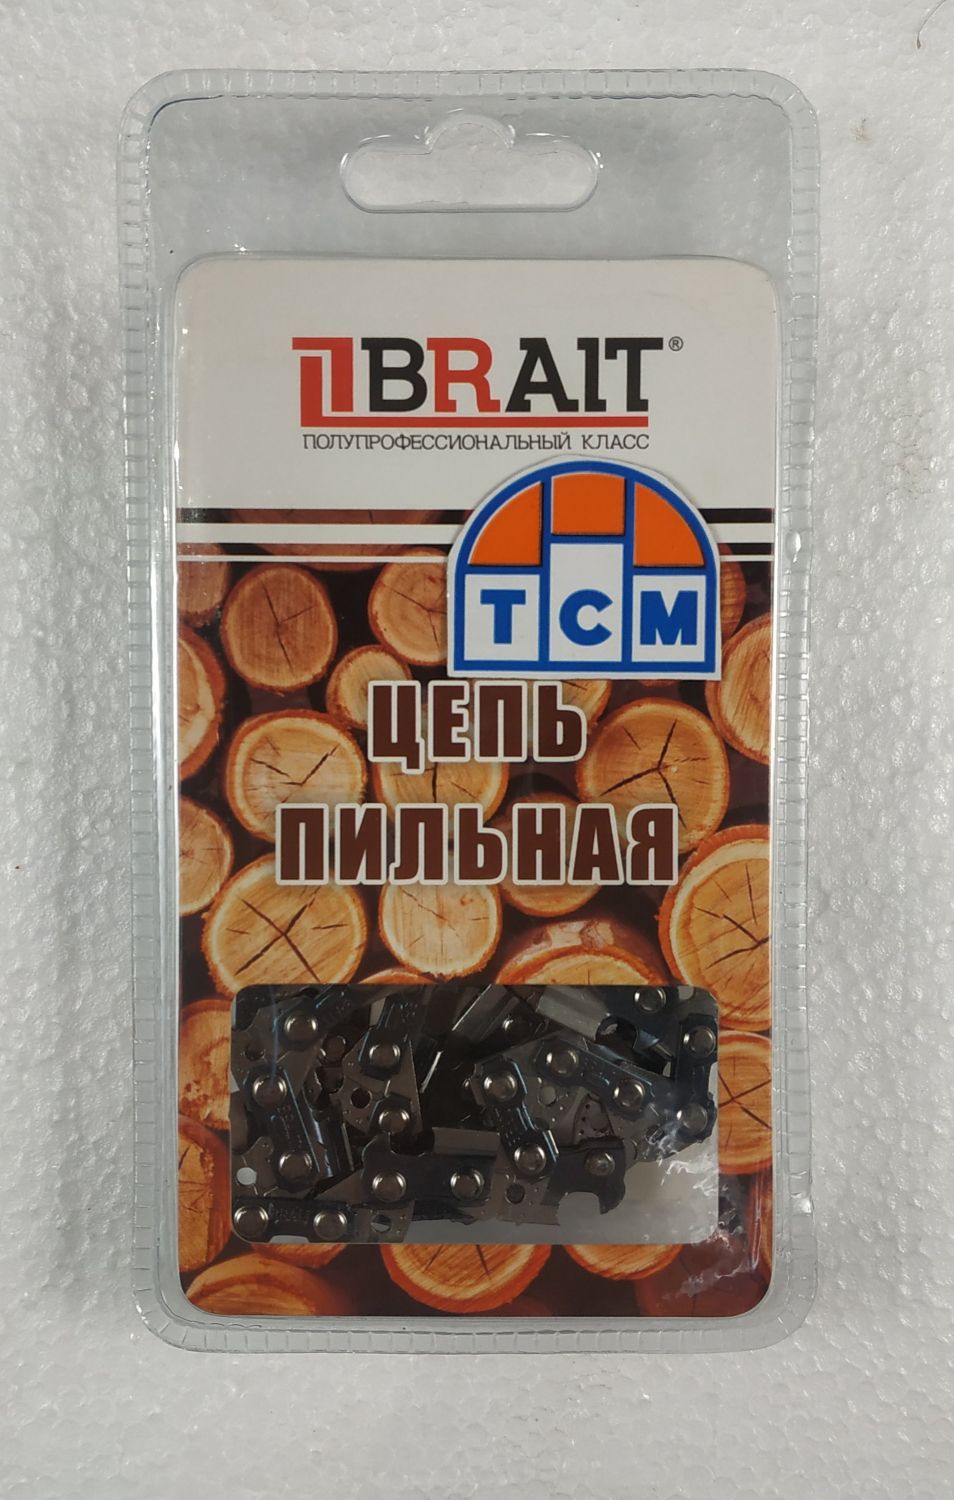 BRAIT®
ПОЛУПРОФЕССИОНАЛЬНЫЙ КЛАСС
ТСМ
ЦЕПЬ
ПИЛЬНАЯ